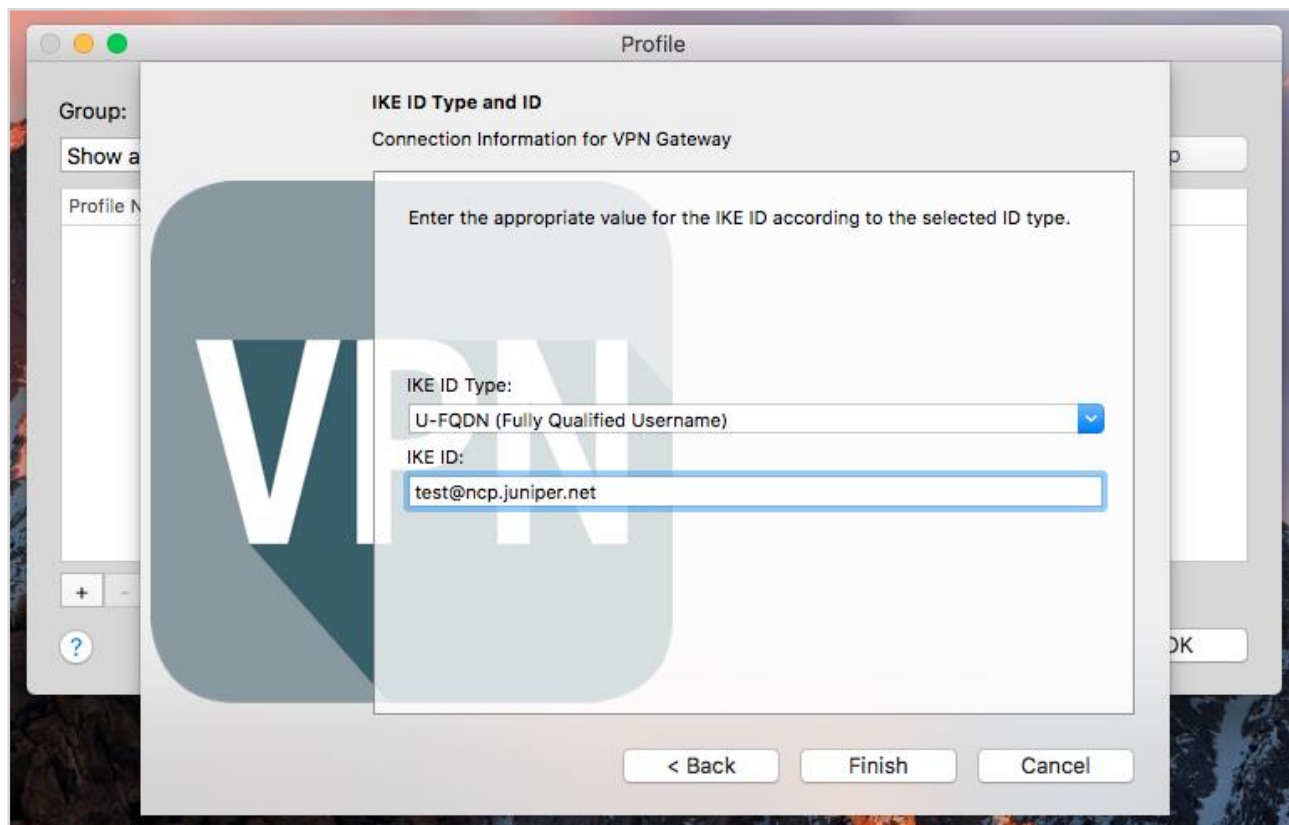 Profile
IKE ID Type and ID
Connection Information for VPN Gateway
Group:
Show a
Profile N
Enter the appropriate value for the IKE ID according to the selected ID type.
VPN
IKE ID Type:
U-FQDN (Fully Qualified Username)
IKE ID:
test@ncp.juniper.net
+ -
?
OK
< Back Finish Cancel